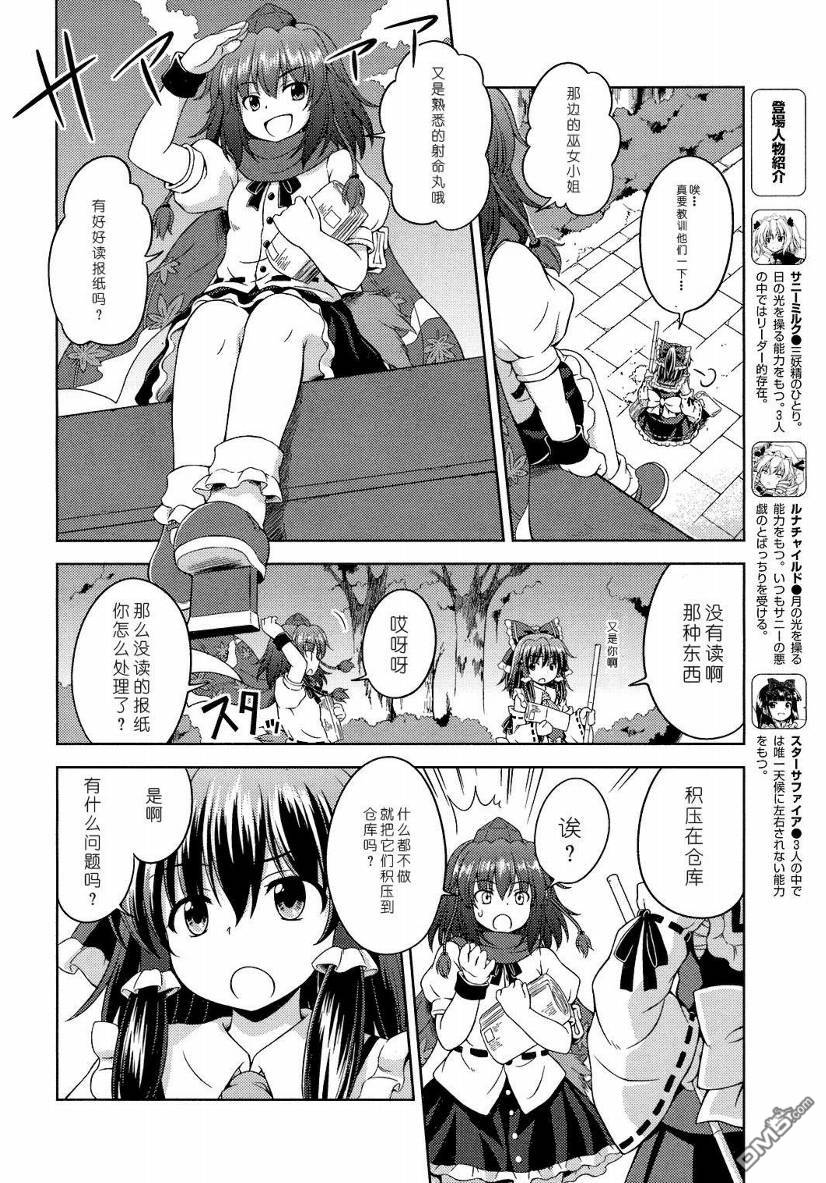 登場人物紹介
サニーミルク●三妖精のひとり。
日の光を操る能力をもつ。3人
の中ではリーダー的存在。
ルナチャイルド●月の光を操る
能力をもつ。いつもサニーの悪
戯のとばっちりを受ける。
スターサファイア●3人の中で
は唯一天候に左右されない能力
をもつ。
唉…
真要教训他们一下…
那边的
巫女小姐
又是熟悉的射命丸哦
有好好读报纸吗？
ハァ ァ
没有读啊
那种东西
又是你啊
哎呀呀
那么没读的报纸
你怎么处理了？
スタッ
积压在仓库
诶？
什么都不做
就把它们积压到
仓库吗？
是啊
有什么问题吗？
DM5.com